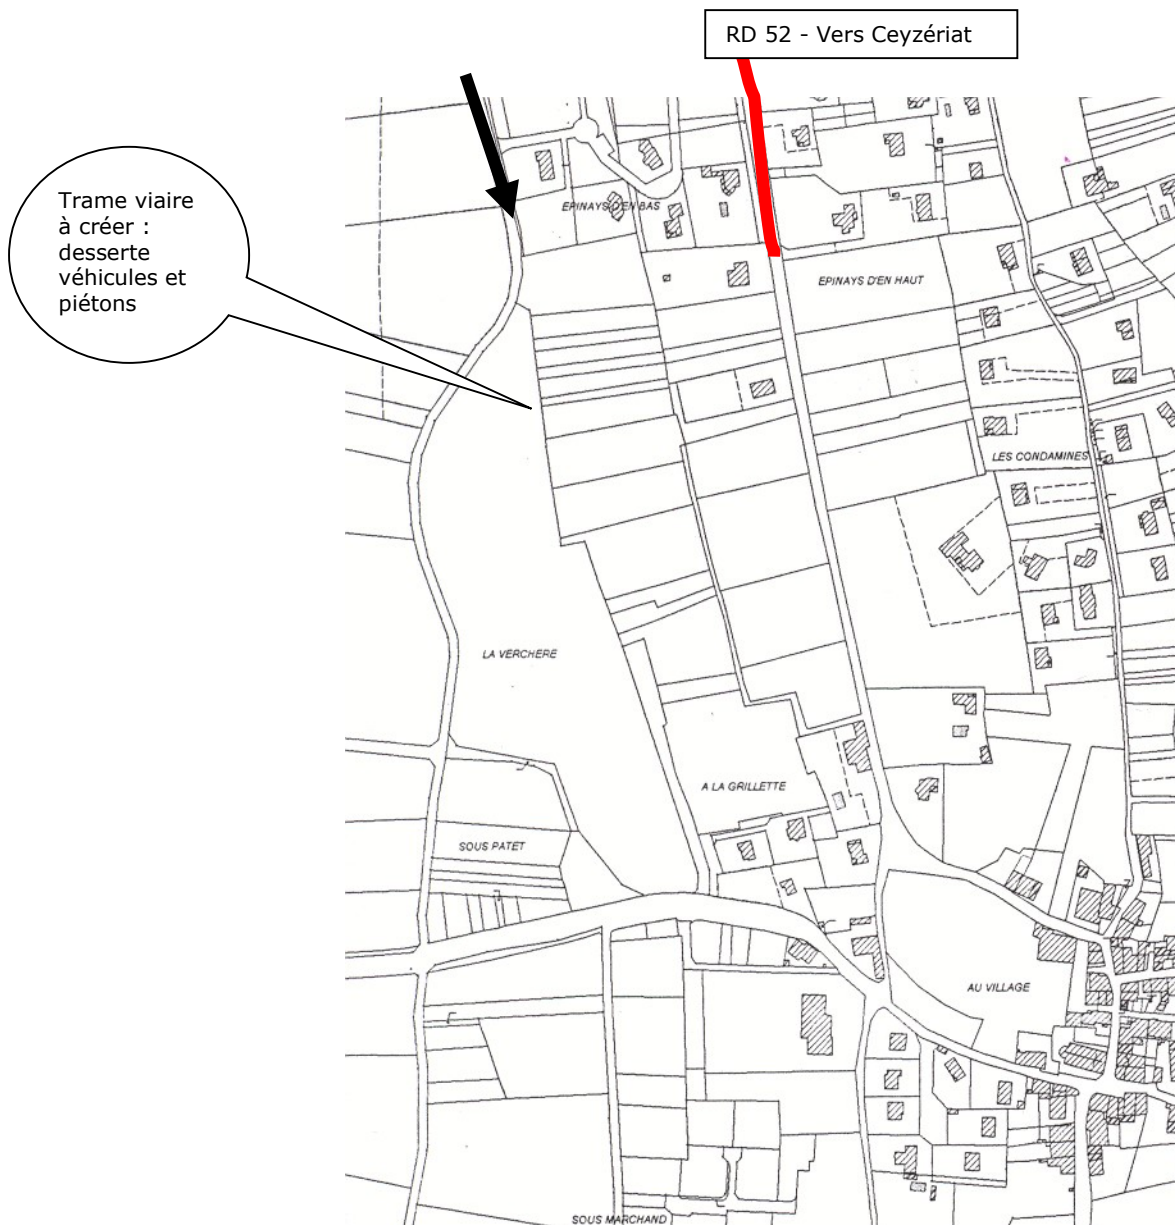 RD 52 - Vers Ceyzériat
Trame viaire
à créer :
desserte
véhicules et
piétons
EPINAYS D'EN BAS
EPINAYS D'EN HAUT
LES CONDAMINES
LA VERCHERE
A LA GRILLETTE
SOUS PATET
AU VILLAGE
SOUS MARCHAND